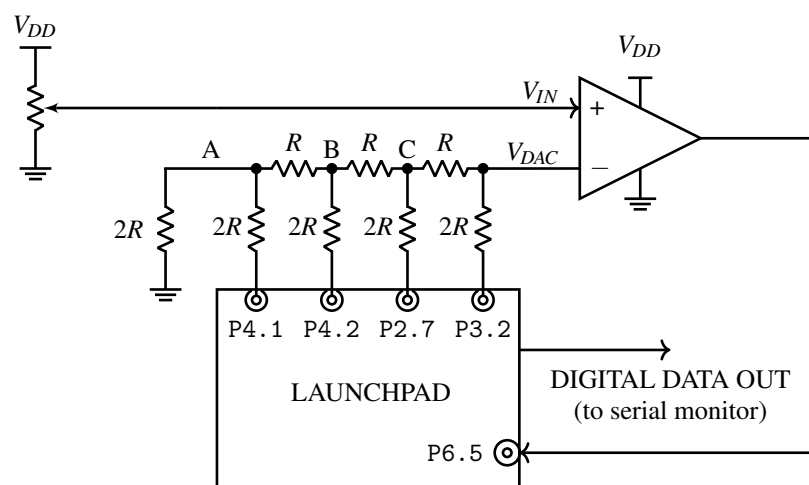 V_DD
V_DD
V_IN
+
A
R
B
R
C
R
V_DAC
−
2R
2R
2R
2R
2R
P4.1
P4.2
P2.7
P3.2
LAUNCHPAD
DIGITAL DATA OUT
(to serial monitor)
P6.5